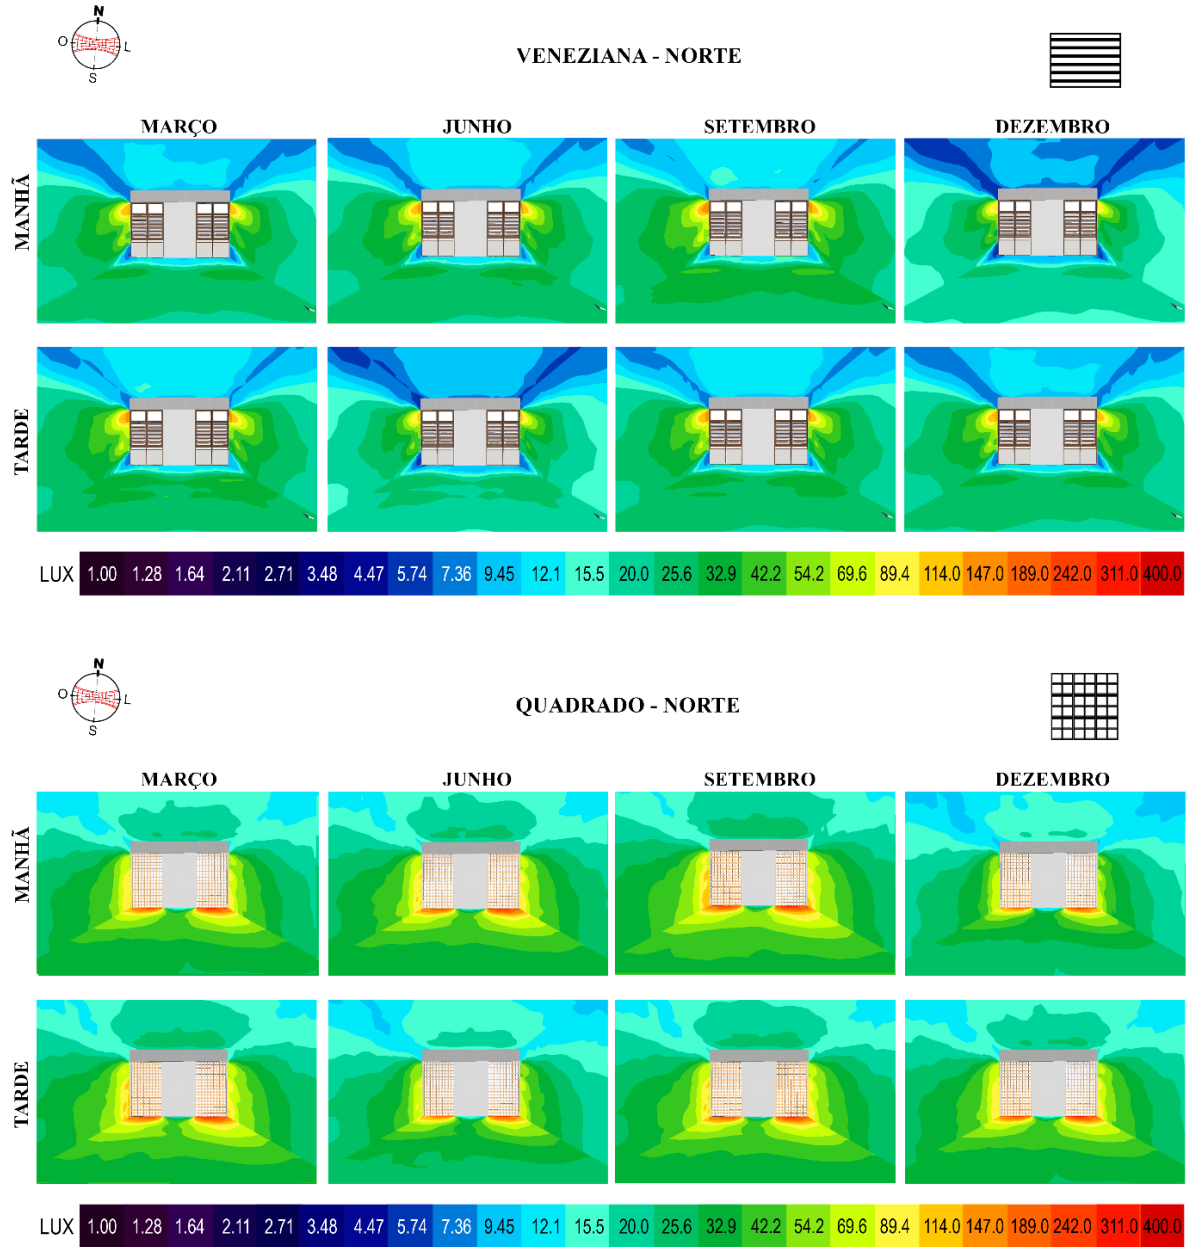 N
O L
S
VENEZIANA - NORTE
MARÇO JUNHO SETEMBRO DEZEMBRO
MANHÃ
TARDE
LUX 1.00 1.28 1.64 2.11 2.71 3.48 4.47 5.74 7.36 9.45 12.1 15.5 20.0 25.6 32.9 42.2 54.2 69.6 89.4 114.0 147.0 189.0 242.0 311.0 400.0
N
O L
S
QUADRADO - NORTE
MARÇO JUNHO SETEMBRO DEZEMBRO
MANHÃ
TARDE
LUX 1.00 1.28 1.64 2.11 2.71 3.48 4.47 5.74 7.36 9.45 12.1 15.5 20.0 25.6 32.9 42.2 54.2 69.6 89.4 114.0 147.0 189.0 242.0 311.0 400.0